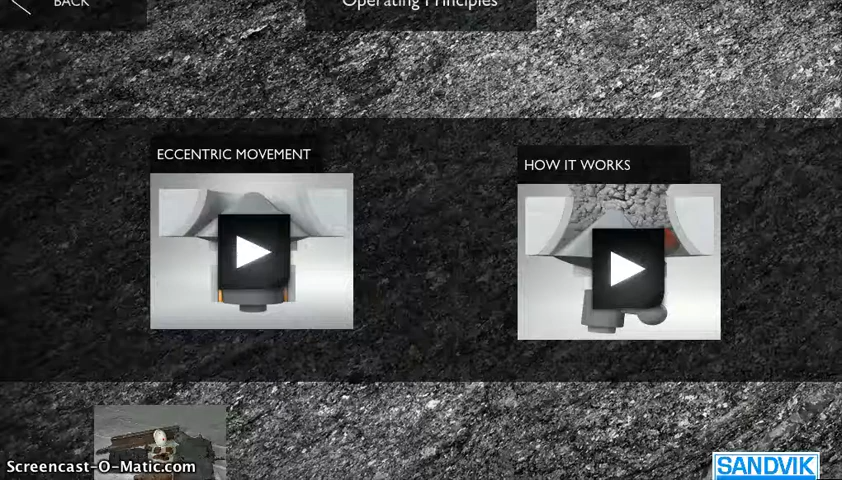 BACK
Operating Principles
ECCENTRIC MOVEMENT
HOW IT WORKS
Screencast-O-Matic.com
SANDVIK